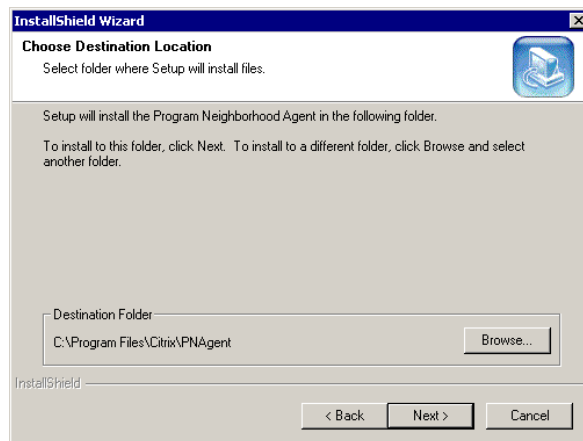 InstallShield Wizard
Choose Destination Location
Select folder where Setup will install files.
Setup will install the Program Neighborhood Agent in the following folder.
To install to this folder, click Next. To install to a different folder, click Browse and select
another folder.
Destination Folder
C:\Program Files\Citrix\PNAgent
Browse...
InstallShield
< Back
Next >
Cancel